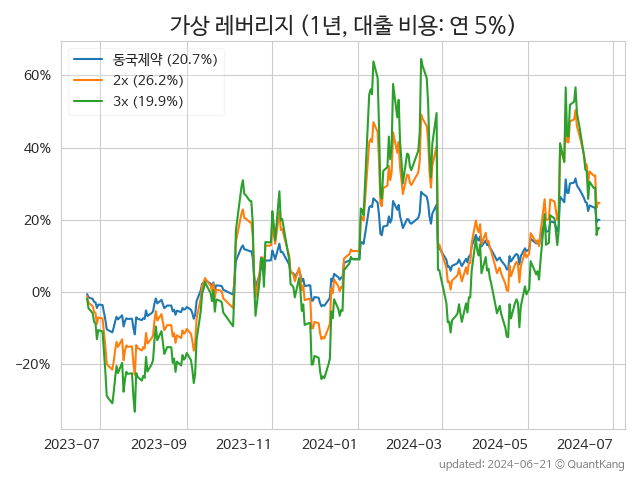 가상 레버리지 (1년, 대출 비용: 연 5%)
동국제약 (20.7%)
2x (26.2%)
3x (19.9%)
60%
40%
20%
0%
−20%
2023-07 2023-09 2023-11 2024-01 2024-03 2024-05 2024-07
updated: 2024-06-21 © QuantKang